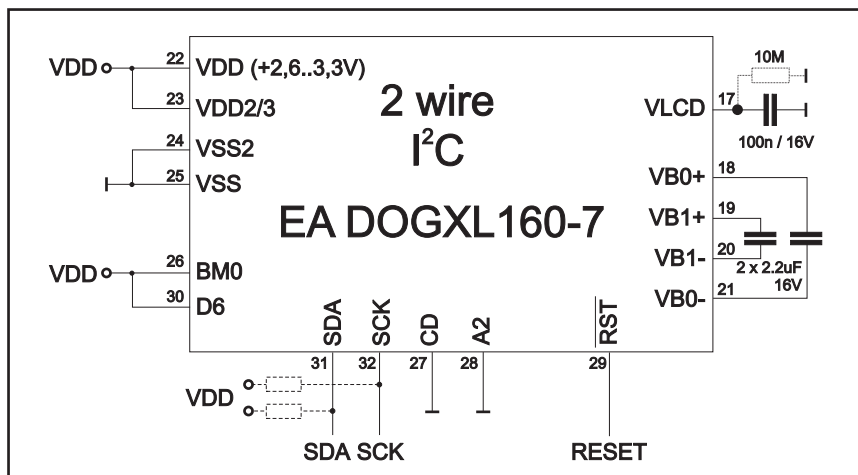 VDD
22
VDD (+2,6..3,3V)
23
VDD2/3
24
VSS2
25
VSS
VDD
26
BM0
30
D6
2 wire
I²C
EA DOGXL160-7
10M
VLCD
17
100n / 16V
VB0+
18
VB1+
19
VB1-
20
2 x 2.2uF
16V
VB0-
21
SDA
SCK
CD
A2
RST
31
32
27
28
29
VDD
SDA SCK
RESET